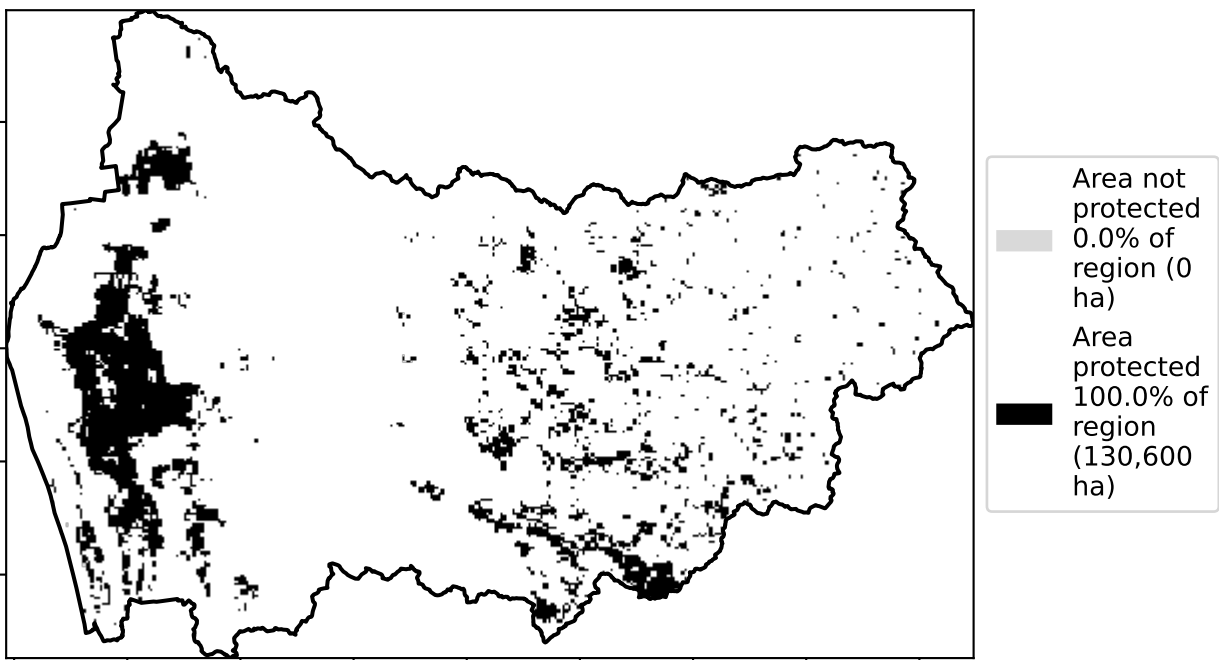 Area not
protected
0.0% of
region (0
ha)
Area
protected
100.0% of
region
(130,600
ha)